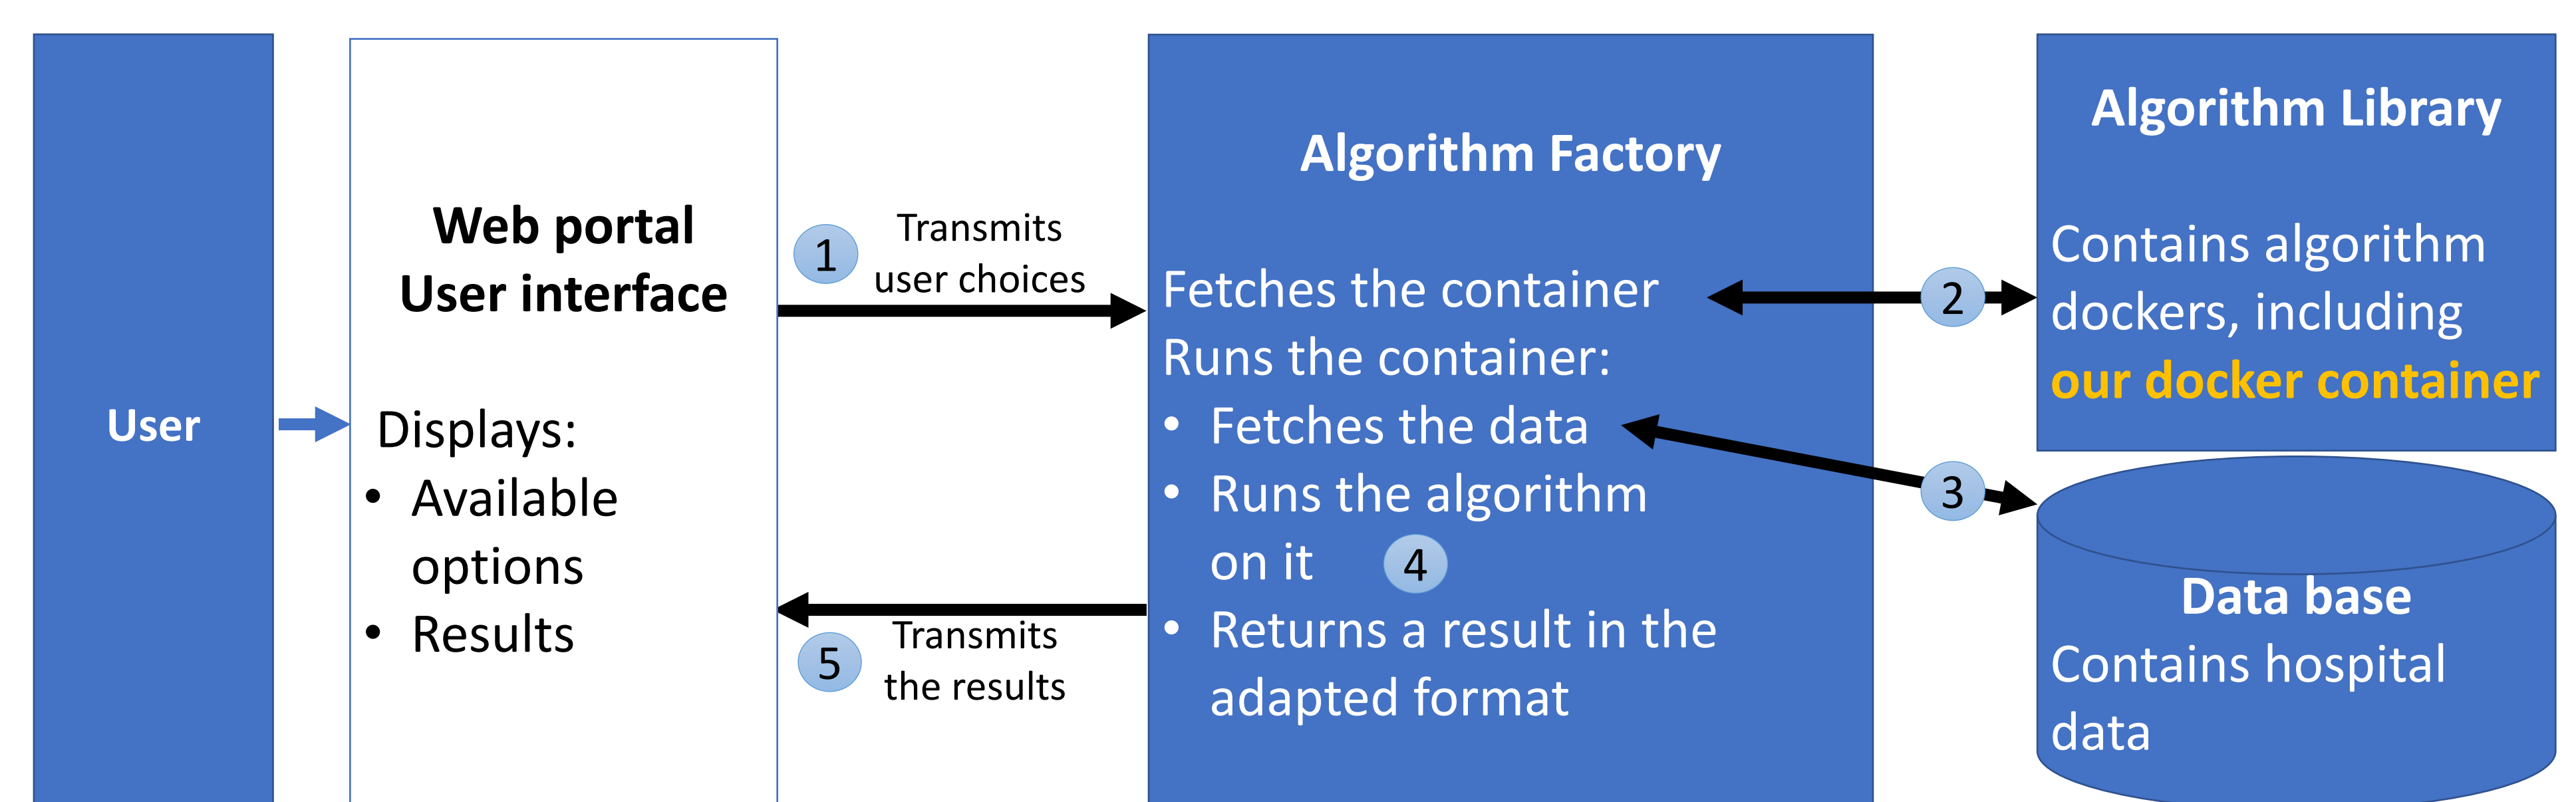 User
Web portal
User interface
Displays:
• Available
options
• Results
1
Transmits
user choices
5
Transmits
the results
Algorithm Factory
Fetches the container
Runs the container:
• Fetches the data
• Runs the algorithm
on it
4
• Returns a result in the
adapted format
2
3
Algorithm Library
Contains algorithm
dockers, including
our docker container
Data base
Contains hospital
data